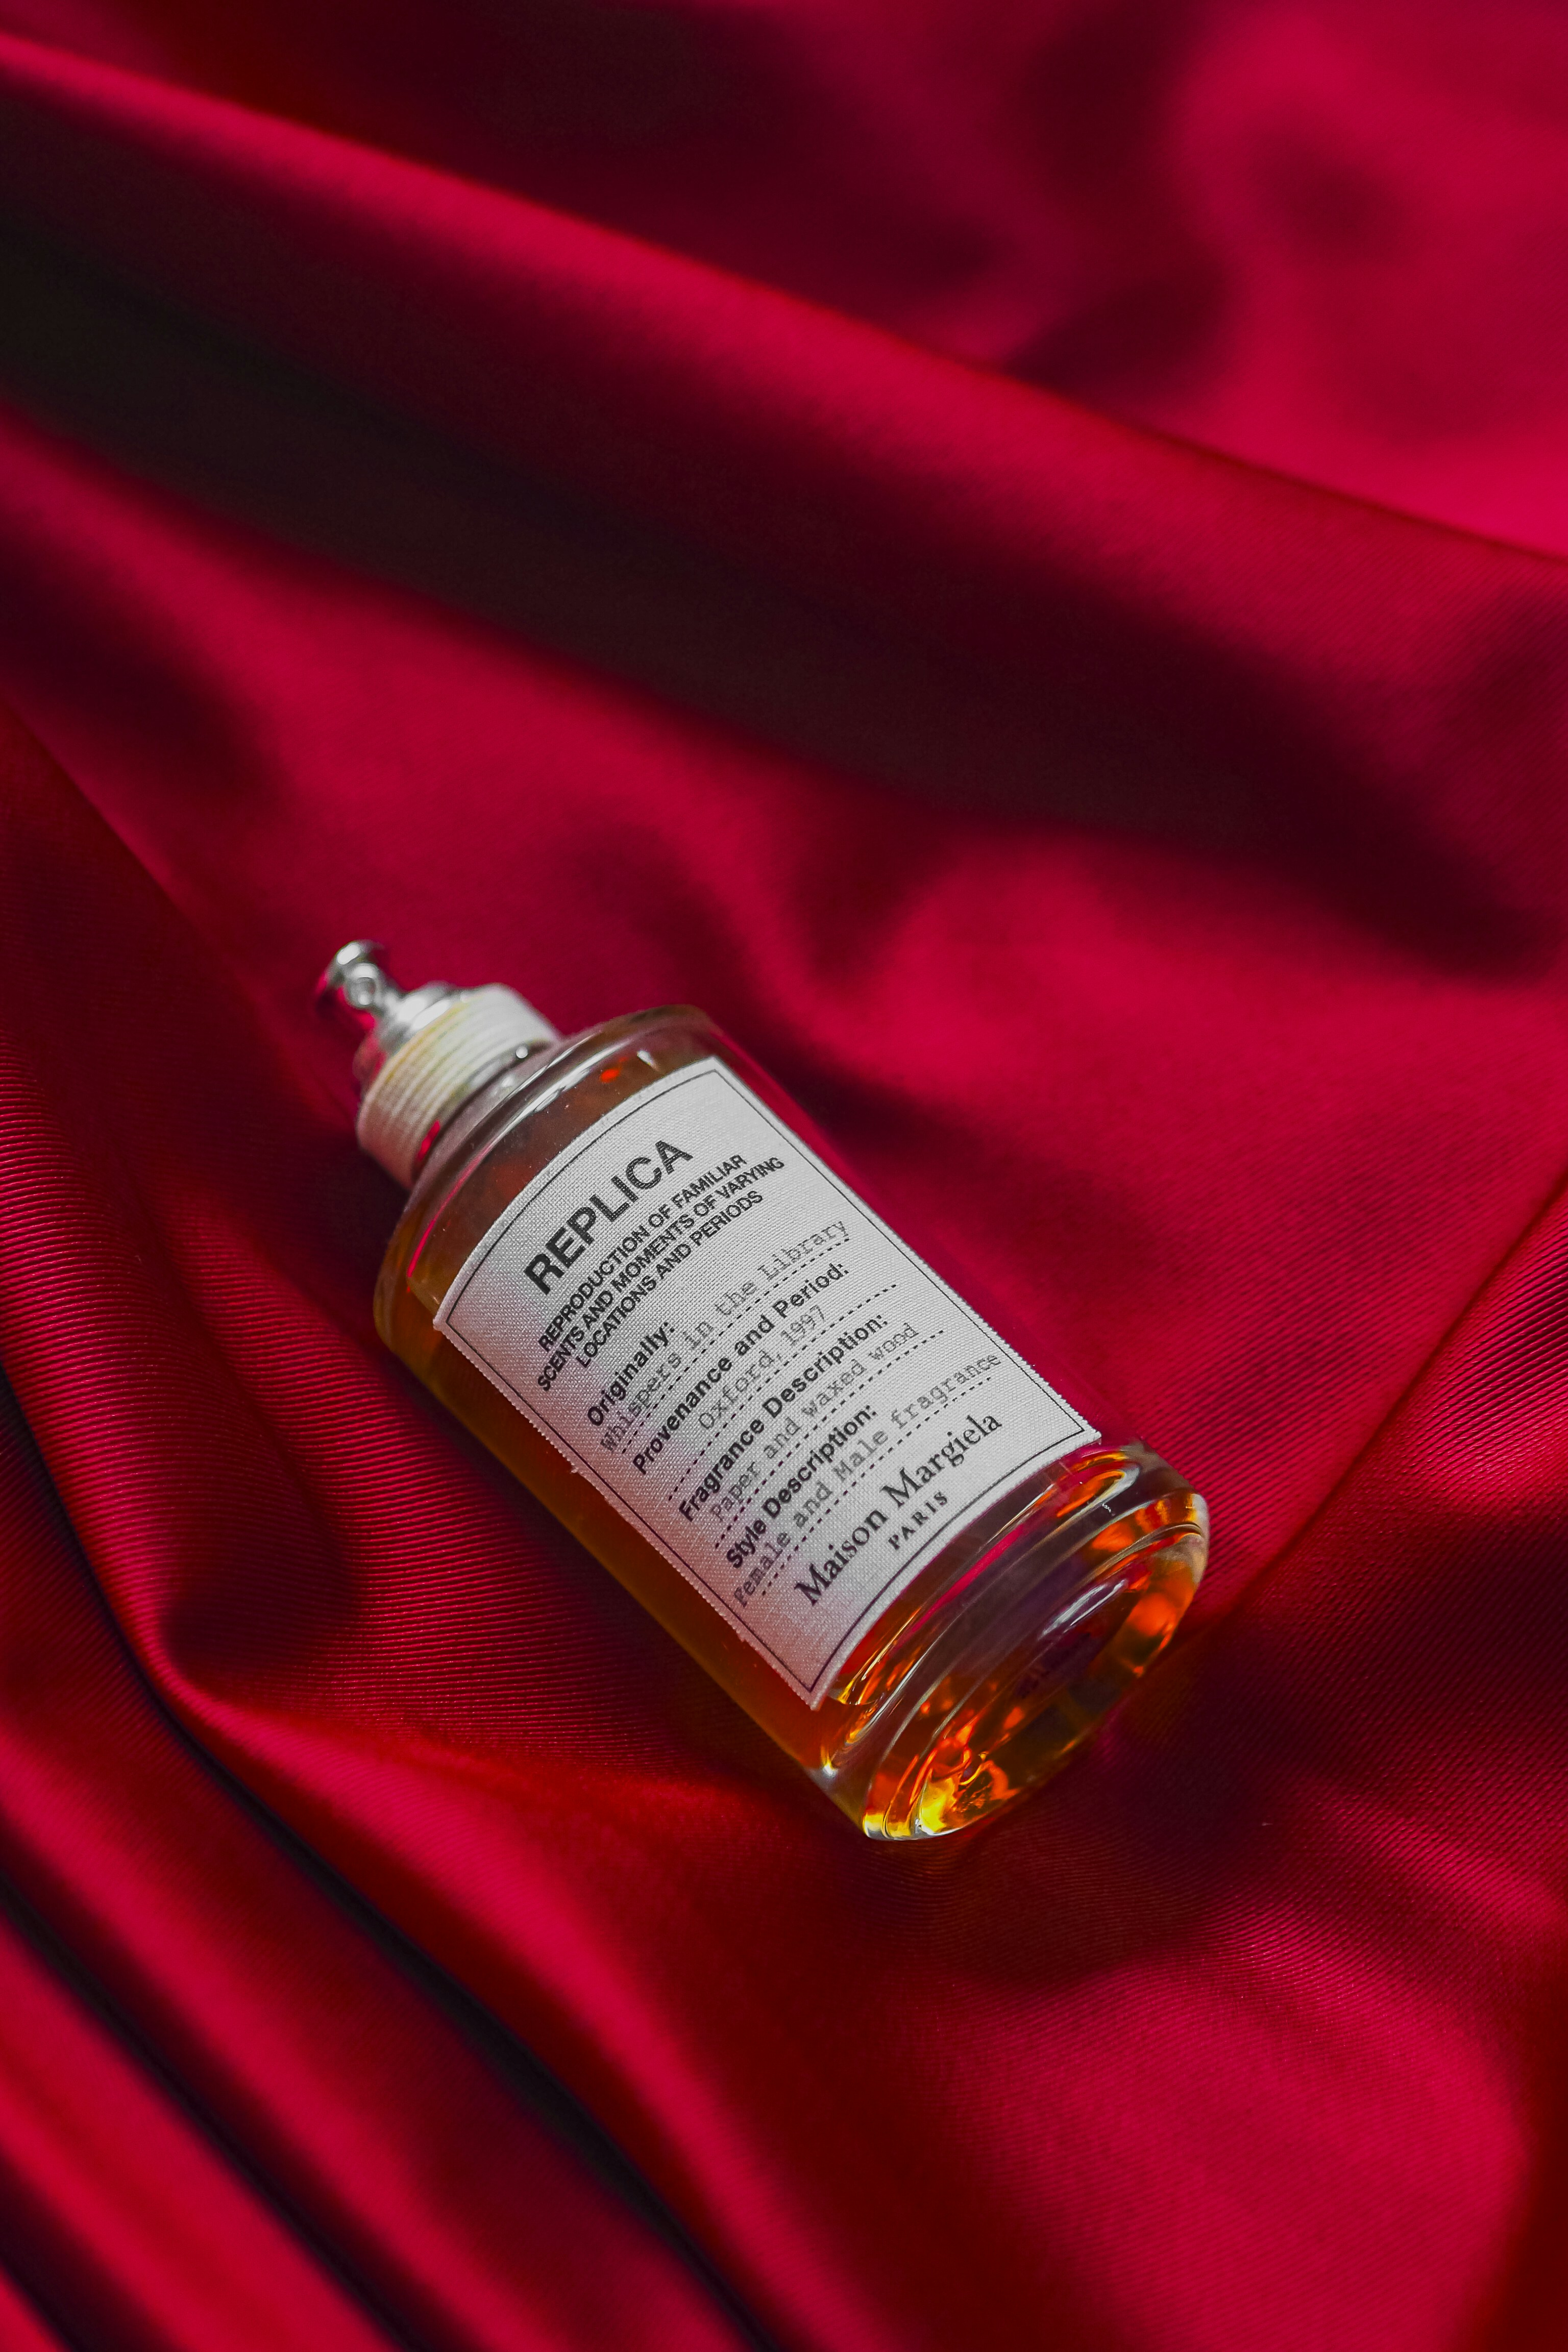 REPLICA
REPRODUCTION OF FAMILIAR
SCENTS AND MOMENTS OF VARYING
LOCATIONS AND PERIODS
Originally:
Whispers in the Library
Provenance and Period:
Oxford, 1997
Fragrance Description:
Paper and waxed wood
Style Description:
Female and Male fragrance
Maison Margiela
PARIS